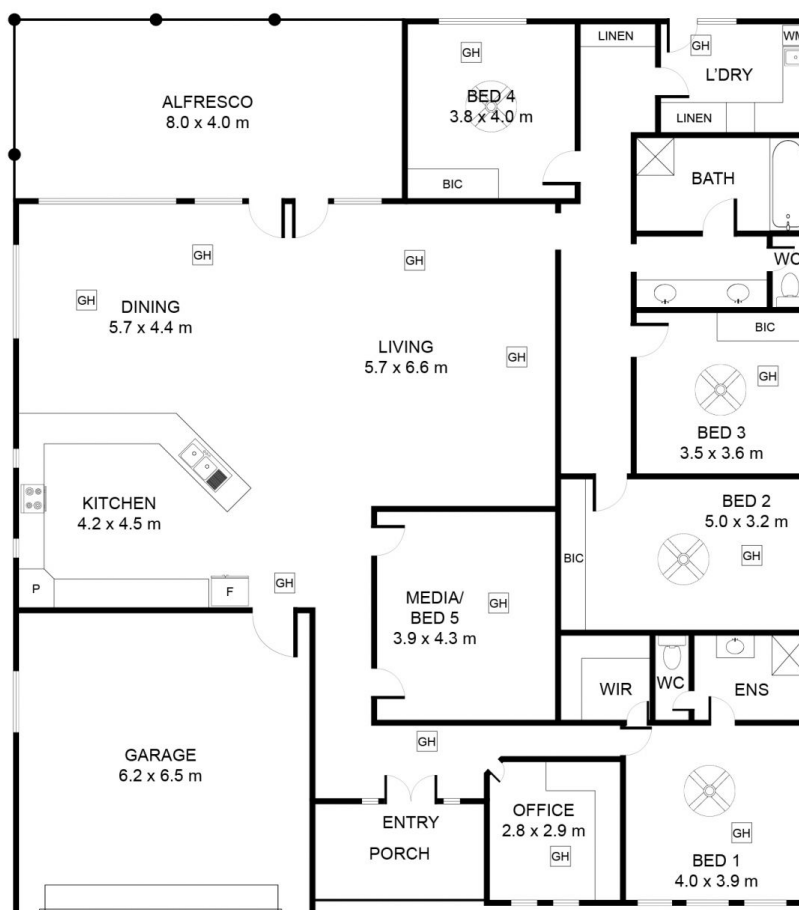 LINEN
GH
WM
GH
L'DRY
ALFRESCO
8.0 x 4.0 m
BED 4
3.8 x 4.0 m
LINEN
BIC
BATH
GH
GH
WC
GH
DINING
5.7 x 4.4 m
BIC
LIVING
5.7 x 6.6 m
GH
GH
BED 3
3.5 x 3.6 m
KITCHEN
4.2 x 4.5 m
BED 2
5.0 x 3.2 m
BIC
GH
P
F
GH
MEDIA/
BED 5
3.9 x 4.3 m
GH
WIR
WC
ENS
GARAGE
6.2 x 6.5 m
GH
ENTRY
PORCH
OFFICE
2.8 x 2.9 m
GH
GH
BED 1
4.0 x 3.9 m